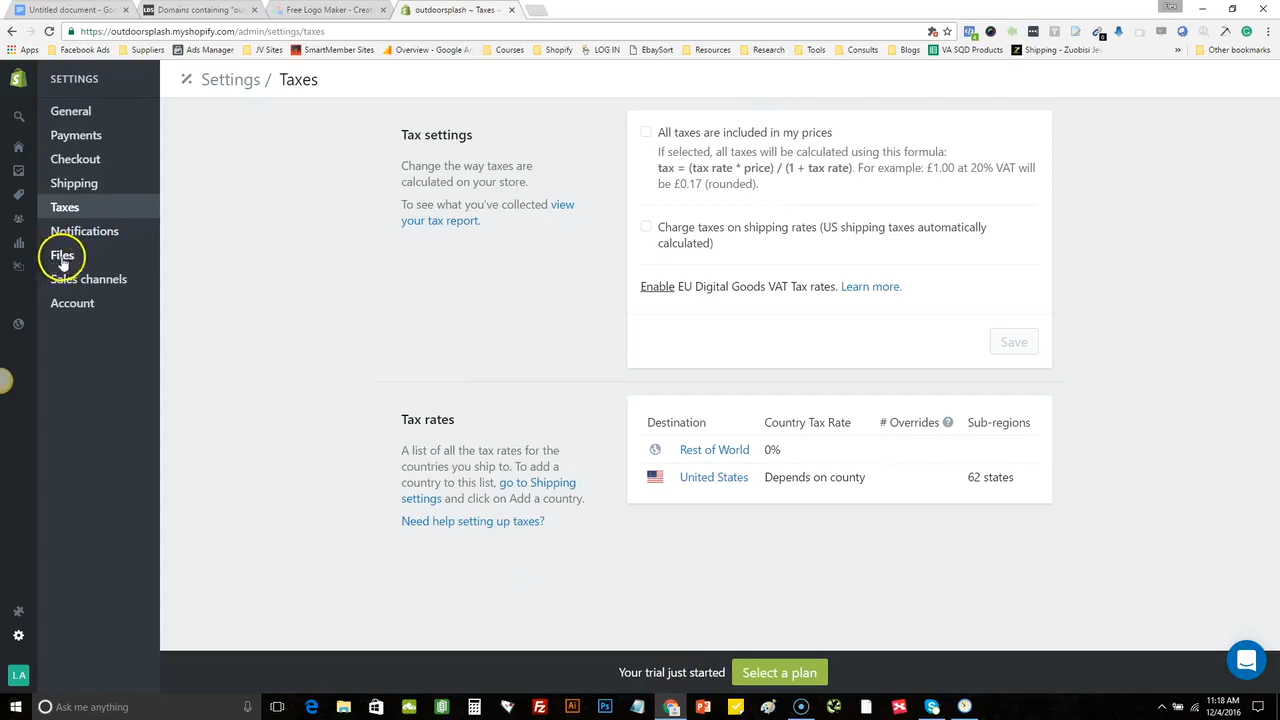 Untitled document - Goo
Domains containing "out
Free Logo Maker - Creat
outdoorsplash ~ Taxes ~
https://outdoorsplash.myshopify.com/admin/settings/taxes
Apps
Facebook Ads
Suppliers
Ads Manager
JV Sites
SmartMember Sites
Overview - Google An
Courses
Shopify
LOG IN
EbaySort
Resources
Research
Tools
Consults
Blogs
VA SQD Products
Shipping - Zuobisi Je
Other bookmarks
SETTINGS
Settings / Taxes
General
Payments
Checkout
Shipping
Taxes
Notifications
Files
Sales channels
Account
Tax settings
Change the way taxes are
calculated on your store.
To see what you've collected view
your tax report.
All taxes are included in my prices
If selected, all taxes will be calculated using this formula:
tax = (tax rate * price) / (1 + tax rate). For example: £1.00 at 20% VAT will
be £0.17 (rounded).
Charge taxes on shipping rates (US shipping taxes automatically
calculated)
Enable EU Digital Goods VAT Tax rates. Learn more.
Save
Tax rates
A list of all the tax rates for the
countries you ship to. To add a
country to this list, go to Shipping
settings and click on Add a country.
Need help setting up taxes?
Destination Country Tax Rate # Overrides Sub-regions
Rest of World 0%
United States Depends on county 62 states
Your trial just started Select a plan
LA
Ask me anything
11:18 AM
12/4/2016